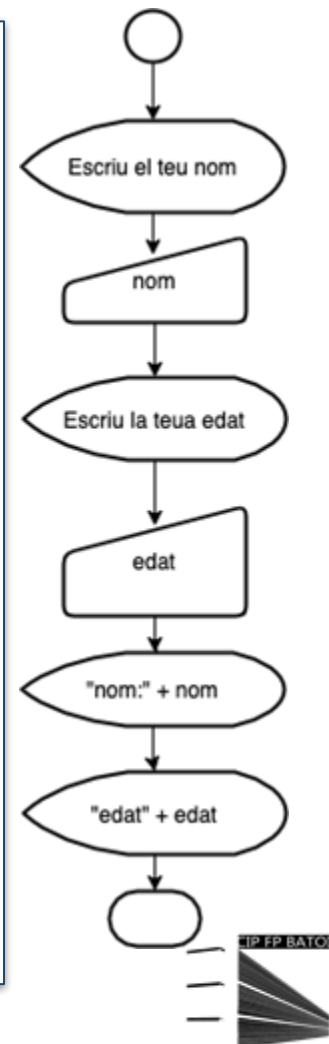 Escriu el teu nom
nom
Escriu la teua edat
edat
"nom:" + nom
"edat" + edat
CIP FP BATO